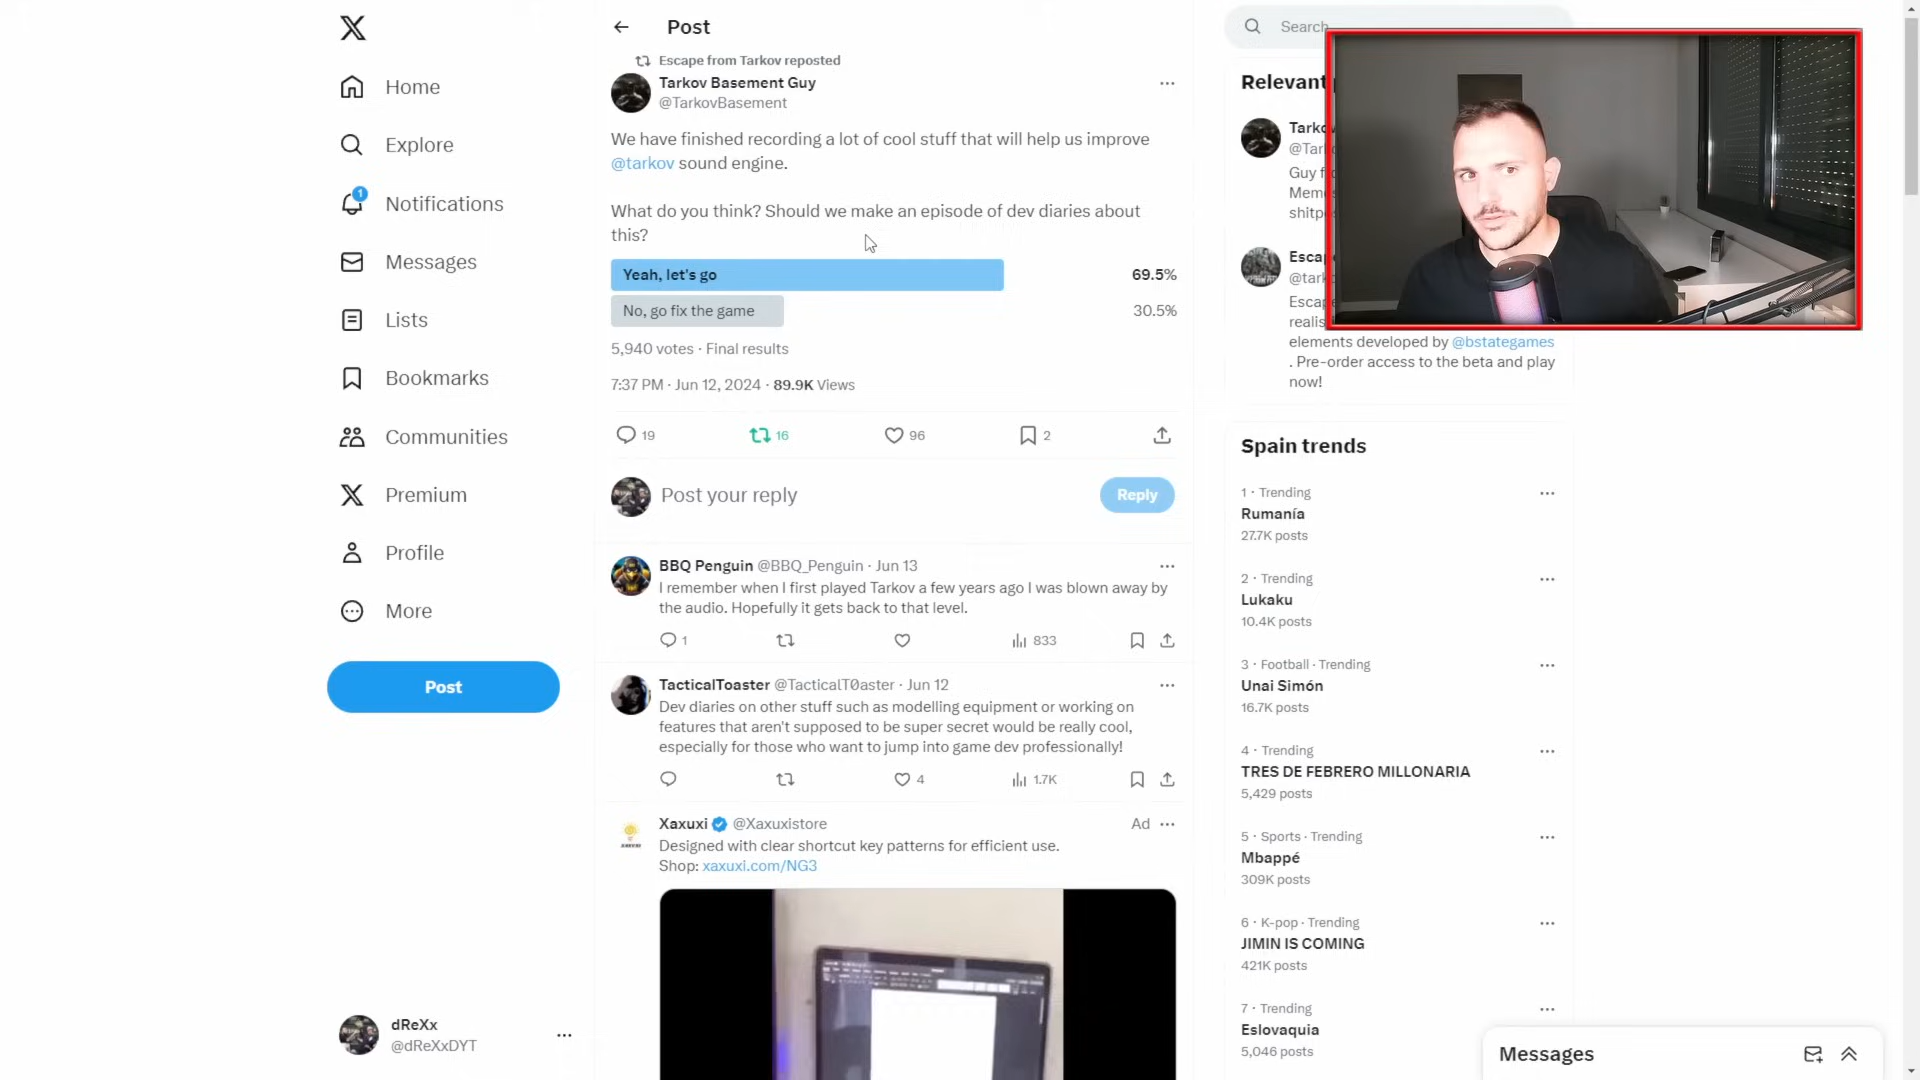 Home
Explore
1
Notifications
Messages
Lists
Bookmarks
Communities
Premium
Profile
More
Post
dReXx
@dReXxDYT
Post
Escape from Tarkov reposted
Tarkov Basement Guy
@TarkovBasement
We have finished recording a lot of cool stuff that will help us improve
@tarkov sound engine.
What do you think? Should we make an episode of dev diaries about
this?
Yeah, let's go 69.5%
No, go fix the game 30.5%
5,940 votes · Final results
7:37 PM · Jun 12, 2024 · 89.9K Views
19 16 96 2
Post your reply
Reply
BBQ Penguin @BBQ_Penguin · Jun 13
I remember when I first played Tarkov a few years ago I was blown away by
the audio. Hopefully it gets back to that level.
1 833
TacticalToaster @TacticalT0aster · Jun 12
Dev diaries on other stuff such as modelling equipment or working on
features that aren't supposed to be super secret would be really cool,
especially for those who want to jump into game dev professionally!
4 1.7K
Xaxuxi @Xaxuxistore Ad
Designed with clear shortcut key patterns for efficient use.
Shop: xaxuxi.com/NG3
Search
Relevant
elements developed by @bstategames
. Pre-order access to the beta and play
now!
Spain trends
1 · Trending
Rumanía
27.7K posts
2 · Trending
Lukaku
10.4K posts
3 · Football · Trending
Unai Simón
16.7K posts
4 · Trending
TRES DE FEBRERO MILLONARIA
5,429 posts
5 · Sports · Trending
Mbappé
309K posts
6 · K-pop · Trending
JIMIN IS COMING
421K posts
7 · Trending
Eslovaquia
5,046 posts
Messages